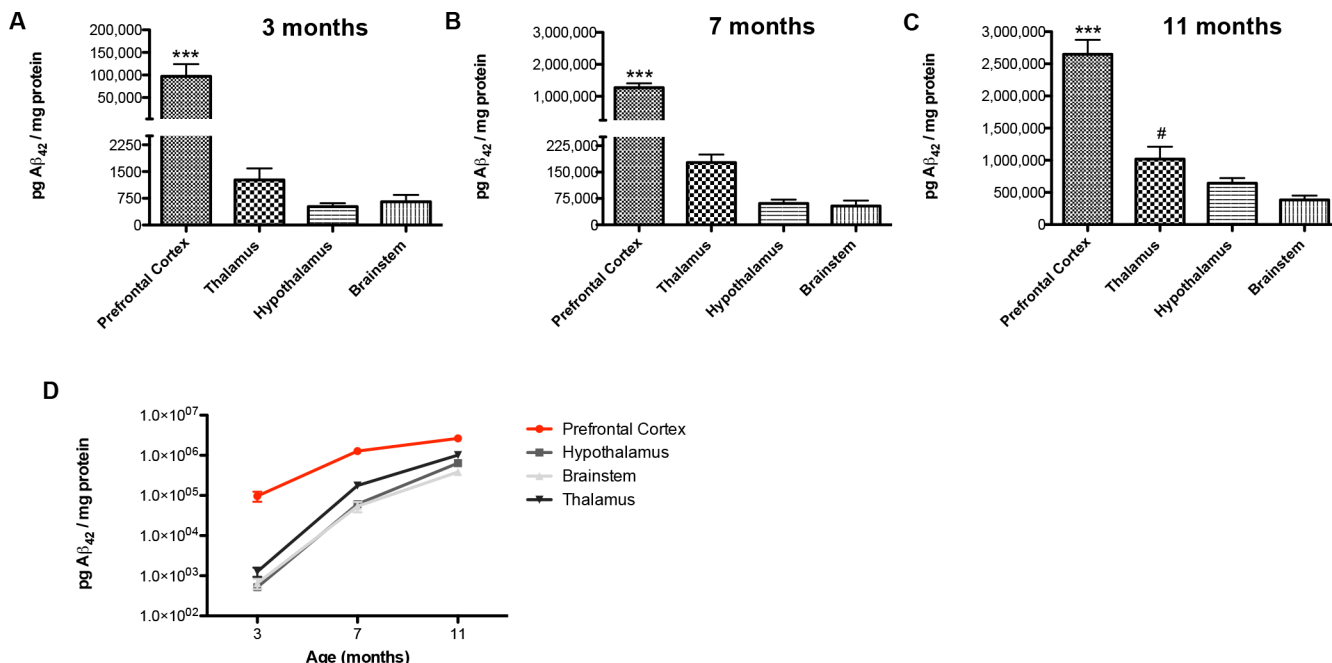 A
3 months
200,000
150,000
100,000
50,000
2250
1500
750
0
pg Aβ42 / mg protein
***
Prefrontal Cortex
Thalamus
Hypothalamus
Brainstem
B
7 months
3,000,000
2,000,000
1,000,000
225,000
150,000
75,000
0
pg Aβ42 / mg protein
***
Prefrontal Cortex
Thalamus
Hypothalamus
Brainstem
C
11 months
3,000,000
2,500,000
2,000,000
1,500,000
1,000,000
500,000
0
pg Aβ42 / mg protein
***
#
Prefrontal Cortex
Thalamus
Hypothalamus
Brainstem
D
1.0×10^07
1.0×10^06
1.0×10^05
1.0×10^04
1.0×10^03
1.0×10^02
pg Aβ42 / mg protein
3 7 11
Age (months)
Prefrontal Cortex
Hypothalamus
Brainstem
Thalamus